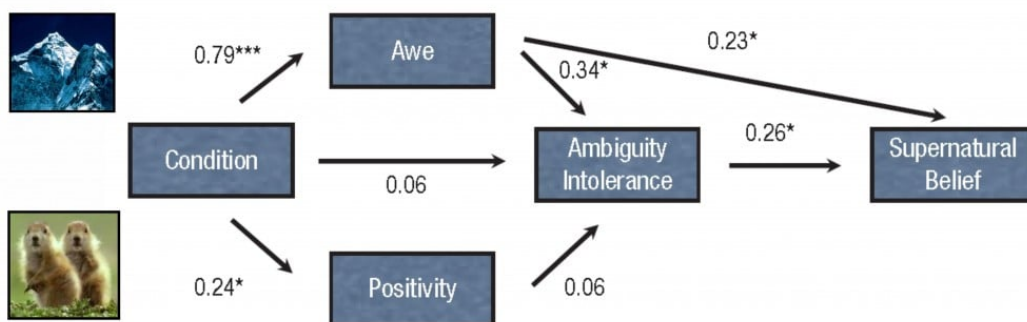 0.79***
Awe
0.23*
0.34*
Condition
0.06
Ambiguity
Intolerance
0.26*
Supernatural
Belief
0.24*
Positivity
0.06